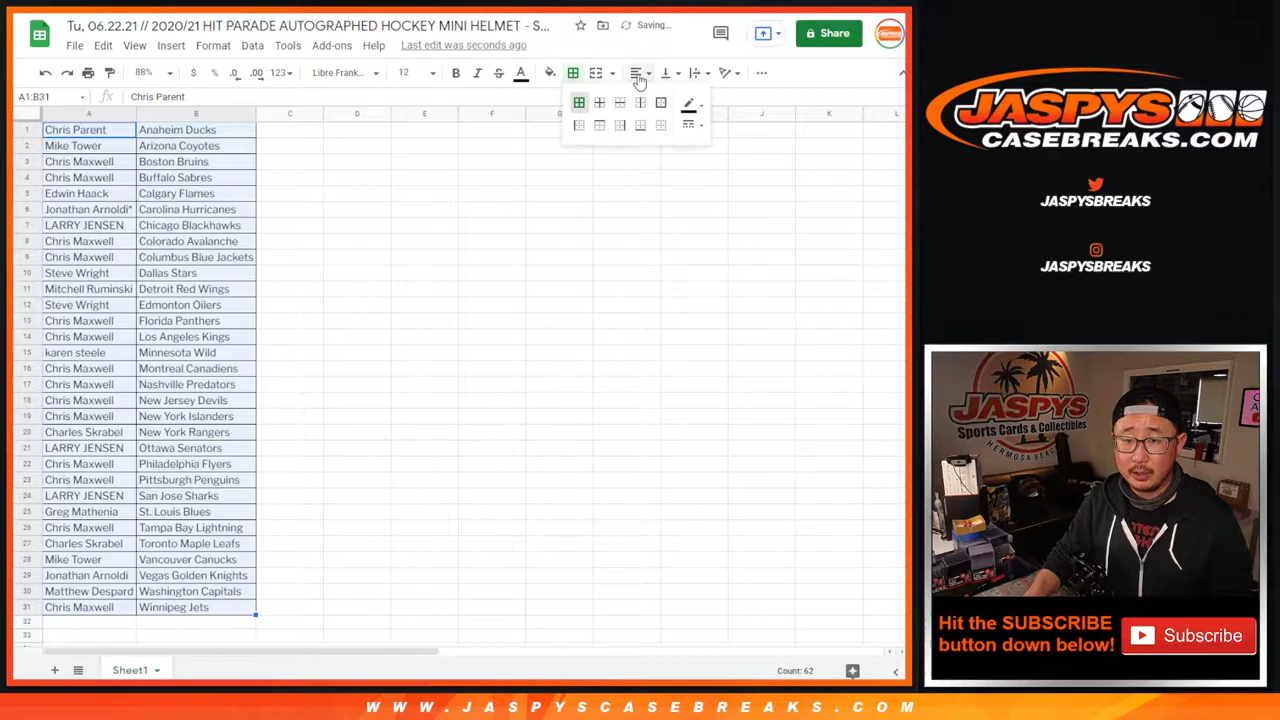 Tu, 06.22.21 // 2020/21 HIT PARADE AUTOGRAPHED HOCKEY MINI HELMET - S...
Saving...
File Edit View Insert Format Data Tools Add-ons Help Last edit was seconds ago
Share
88% $ % .0 .00 123 Libre Frank... 12 B I S A
A1:B31 fx Chris Parent
A B C D E F G H I J K L
1 Chris Parent Anaheim Ducks
2 Mike Tower Arizona Coyotes
3 Chris Maxwell Boston Bruins
4 Chris Maxwell Buffalo Sabres
5 Edwin Haack Calgary Flames
6 Jonathan Arnoldi* Carolina Hurricanes
7 LARRY JENSEN Chicago Blackhawks
8 Chris Maxwell Colorado Avalanche
9 Chris Maxwell Columbus Blue Jackets
10 Steve Wright Dallas Stars
11 Mitchell Ruminski Detroit Red Wings
12 Steve Wright Edmonton Oilers
13 Chris Maxwell Florida Panthers
14 Chris Maxwell Los Angeles Kings
15 karen steele Minnesota Wild
16 Chris Maxwell Montreal Canadiens
17 Chris Maxwell Nashville Predators
18 Chris Maxwell New Jersey Devils
19 Chris Maxwell New York Islanders
20 Charles Skrabel New York Rangers
21 LARRY JENSEN Ottawa Senators
22 Chris Maxwell Philadelphia Flyers
23 Chris Maxwell Pittsburgh Penguins
24 LARRY JENSEN San Jose Sharks
25 Greg Mathenia St. Louis Blues
26 Chris Maxwell Tampa Bay Lightning
27 Charles Skrabel Toronto Maple Leafs
28 Mike Tower Vancouver Canucks
29 Jonathan Arnoldi Vegas Golden Knights
30 Matthew Despard Washington Capitals
31 Chris Maxwell Winnipeg Jets
32
33
Sheet1
Count: 62
JASPYS
CASEBREAKS.COM
JASPYSBREAKS
JASPYSBREAKS
JASPYS
Sports Cards & Collectibles
HERMOSA BEACH
Hit the SUBSCRIBE
button down below!
Subscribe
WWW.JASPYSCASEBREAKS.COM